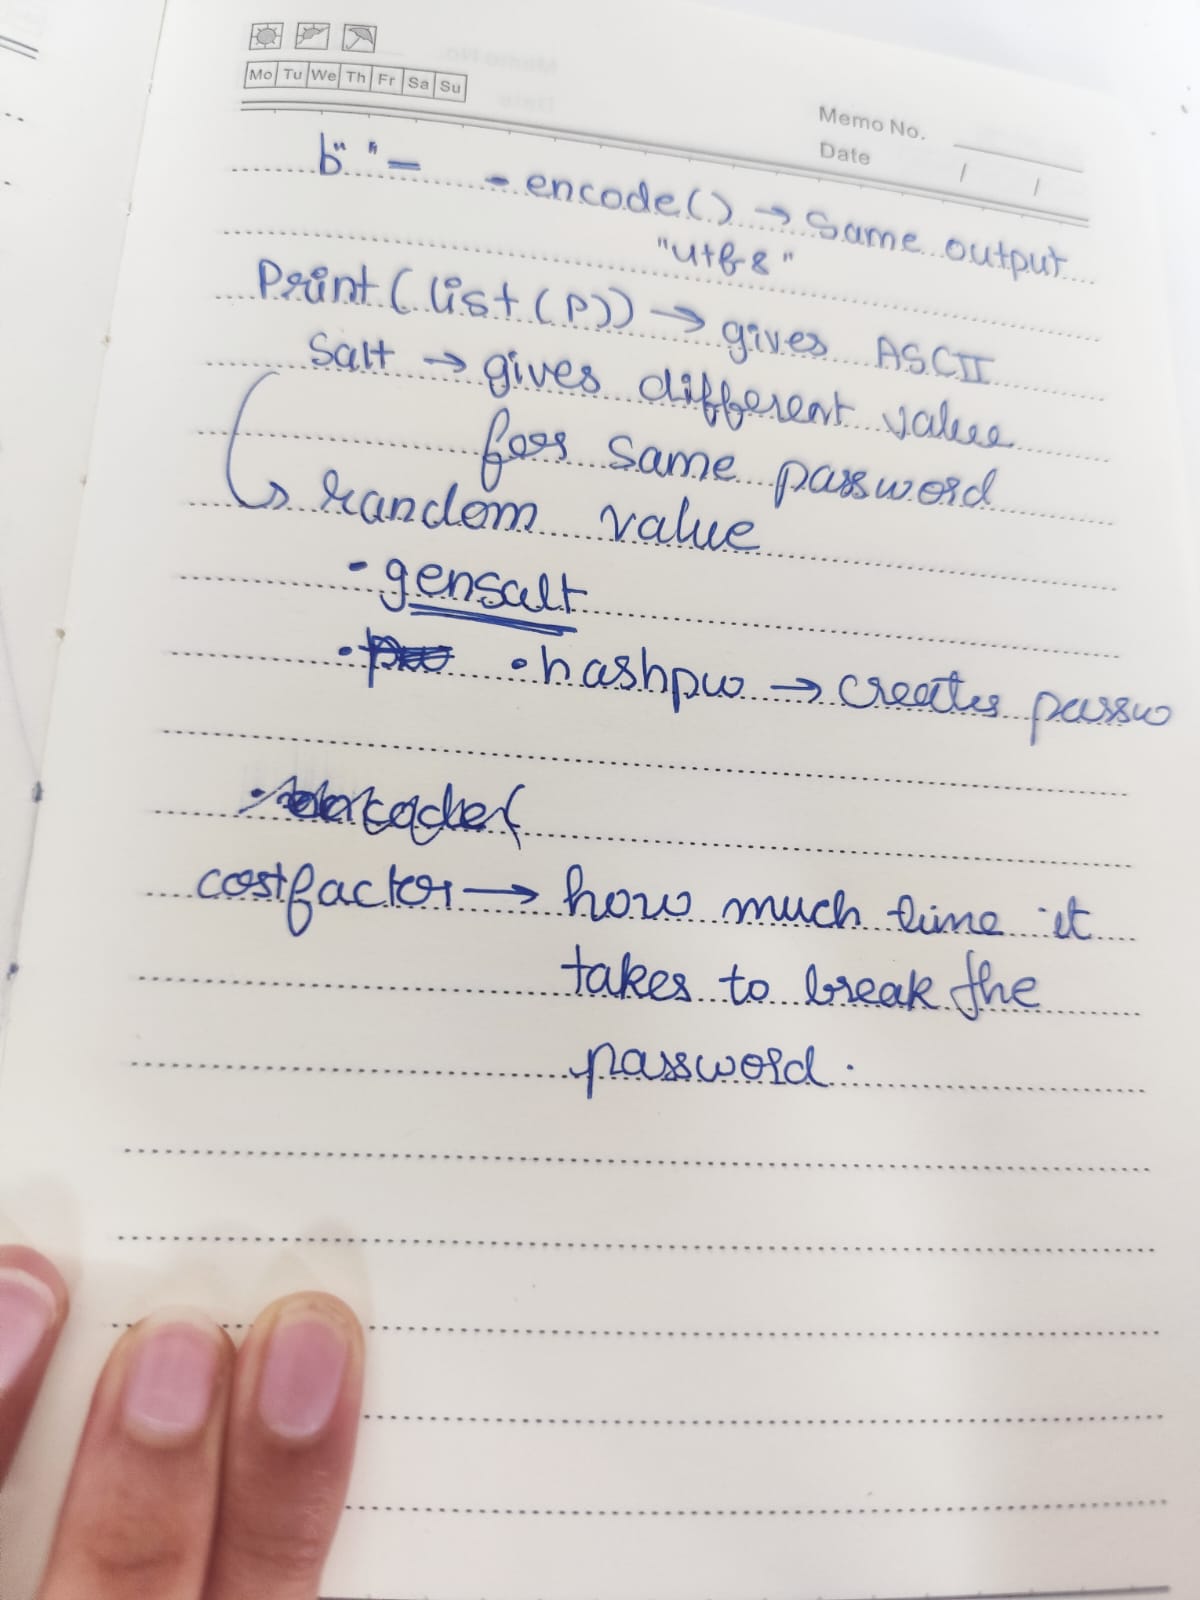 Mo Tu We Th Fr Sa Su
Memo No.
Date / /
b" " = - encode() → same output
"utf8"
Print(list(P)) → gives ASCII
Salt → gives different value
for same password
↳ random value
- gensalt
• hashpw → creates passw
costfactor → how much time it
takes to break the
password.